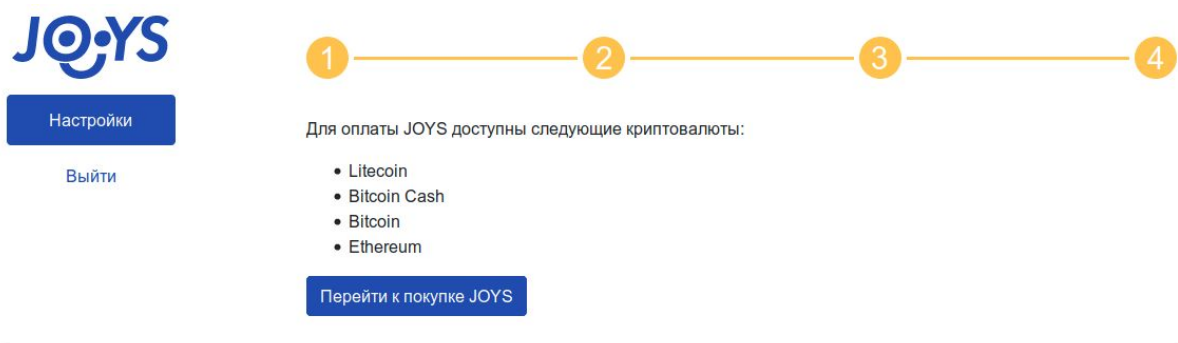 JOYS
1 2 3 4
Настройки
Выйти
Для оплаты JOYS доступны следующие криптовалюты:
• Litecoin
• Bitcoin Cash
• Bitcoin
• Ethereum
Перейти к покупке JOYS